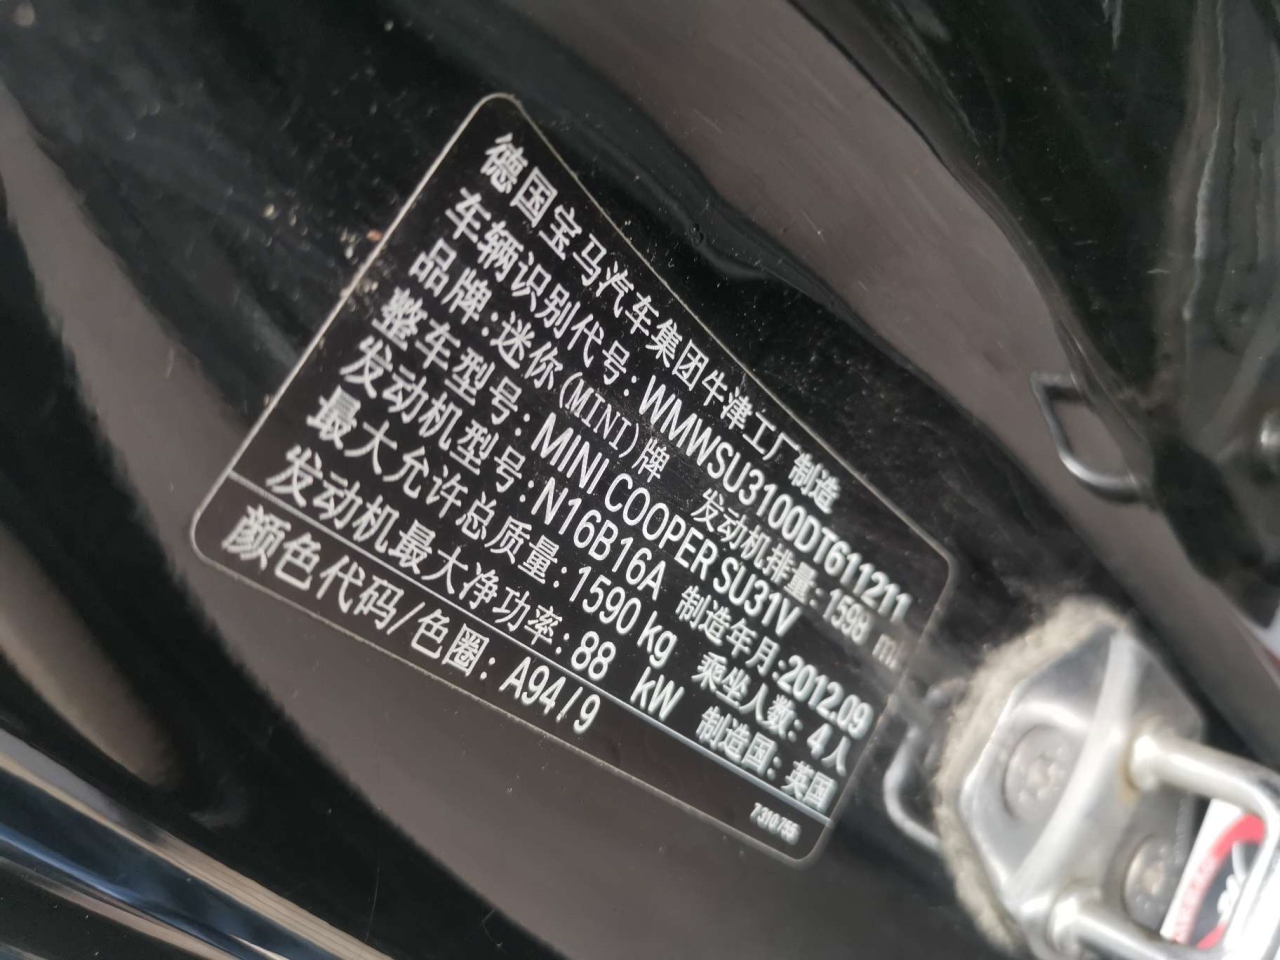 德国宝马汽车集团牛津工厂制造
车辆识别代号: WMWSU3100DT611211
品牌:迷你(MINI)牌 发动机排量: 1598 mL
整车型号: MINI COOPER SU31V
发动机型号: N16B16A 制造年月:2012.09
最大允许总质量: 1590 kg 乘坐人数: 4人
发动机最大净功率: 88 kW 制造国: 英国
颜色代码/色圈: A94/9
7 310 755